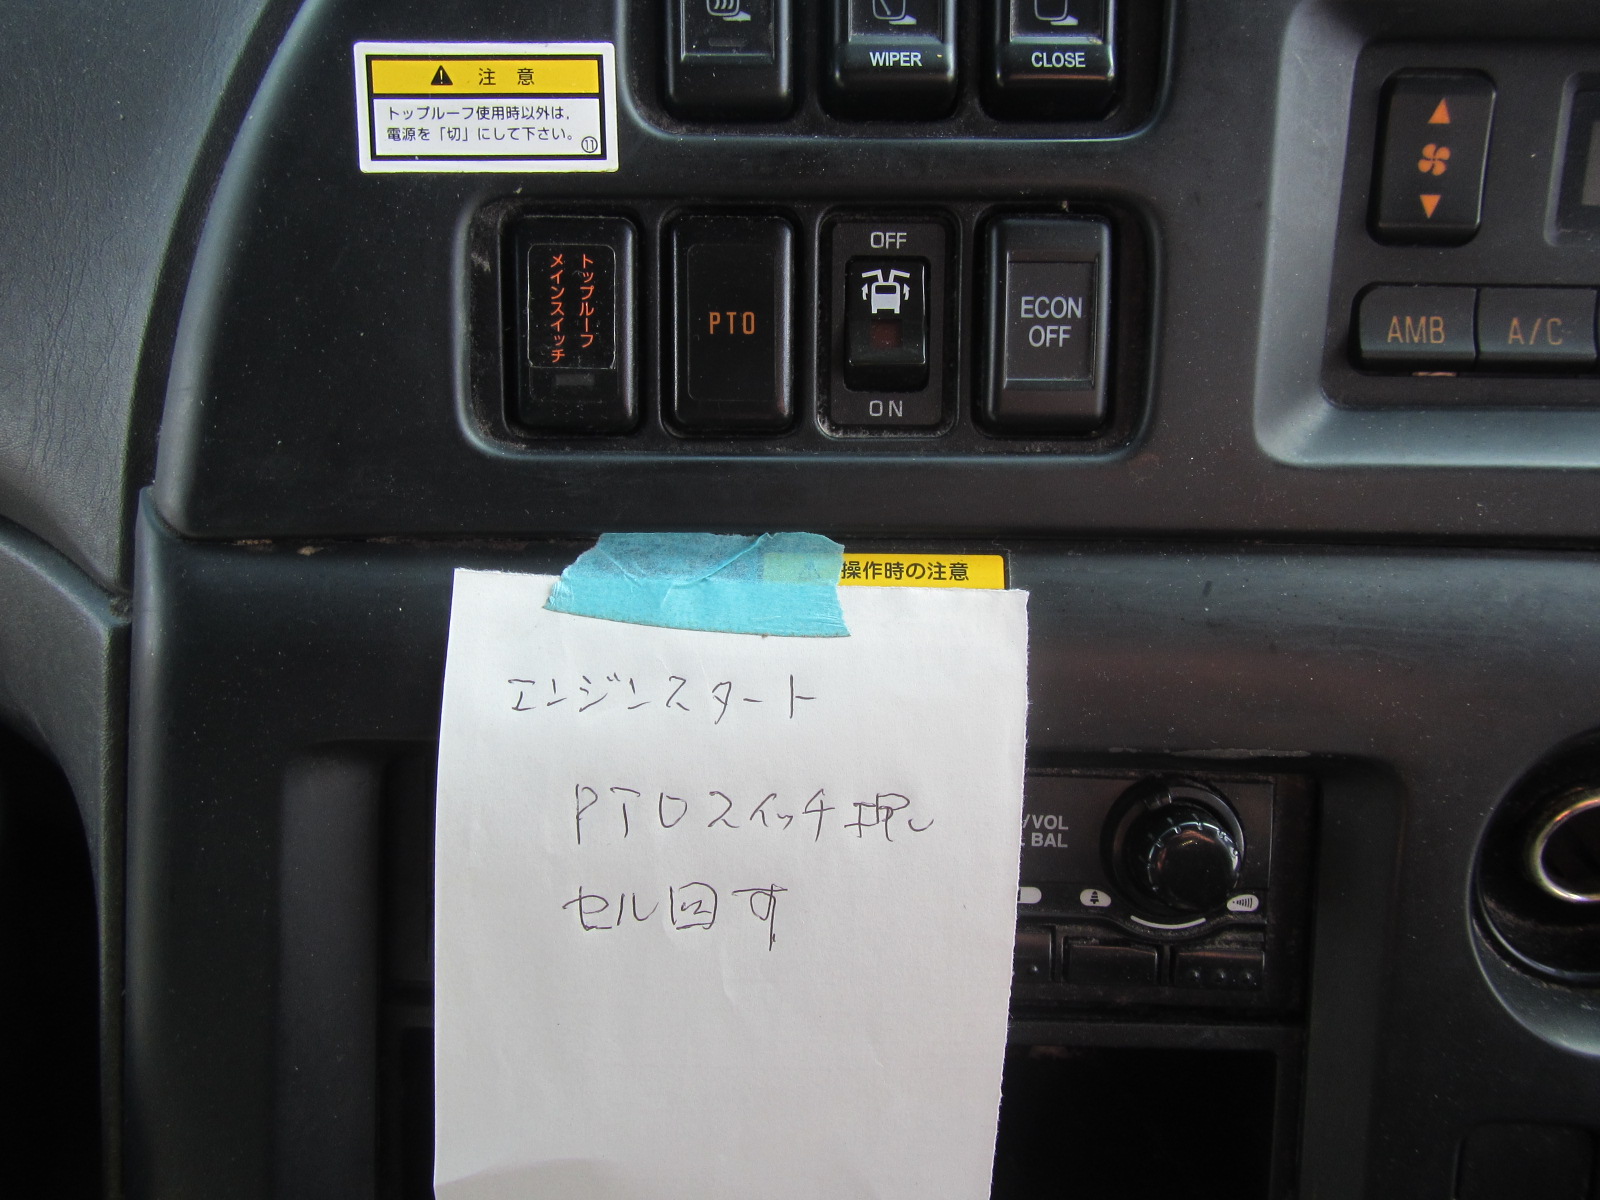 WIPER
CLOSE
注 意
トップルーフ使用時以外は，
電源を「切」にして下さい。
⑪
トップルーフ
メインスイッチ
PTO
OFF
ON
ECON
OFF
AMB
A/C
操作時の注意
エンジンスタート
PTOスイッチ押し
セル回す
/VOL
BAL